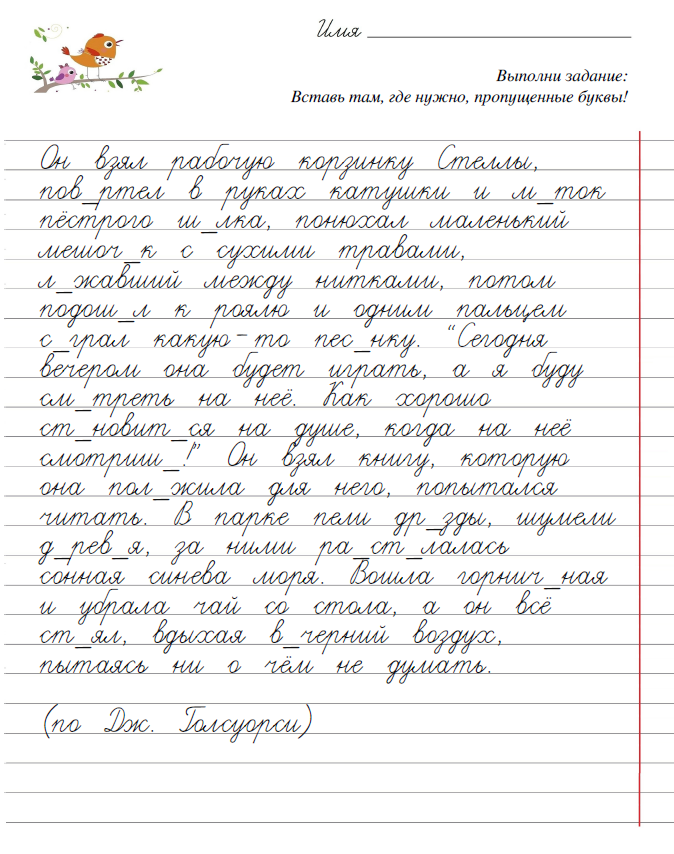 Имя
Выполни задание:
Вставь там, где нужно, пропущенные буквы!
Он взял рабочую корзинку Стеллы,
пов_ртел в руках катушки и м_ток
пёстрого ш_лка, понюхал маленький
мешоч_к с сухими травами,
л_жавший между нитками, потом
подош_л к роялю и одним пальцем
с_грал какую-то пес_нку. "Сегодня
вечером она будет играть, а я буду
см_треть на неё. Как хорошо
ст_новит_ся на душе, когда на неё
смотриш_!" Он взял книгу, которую
она пол_жила для него, попытался
читать. В парке пели др_зды, шумели
д_рев_я, за ними ра_ст_лалась
сонная синева моря. Вошла горнич_ная
и убрала чай со стола, а он всё
ст_ял, вдыхая в_черний воздух,
пытаясь ни о чём не думать.
(по Дж. Голсуорси)